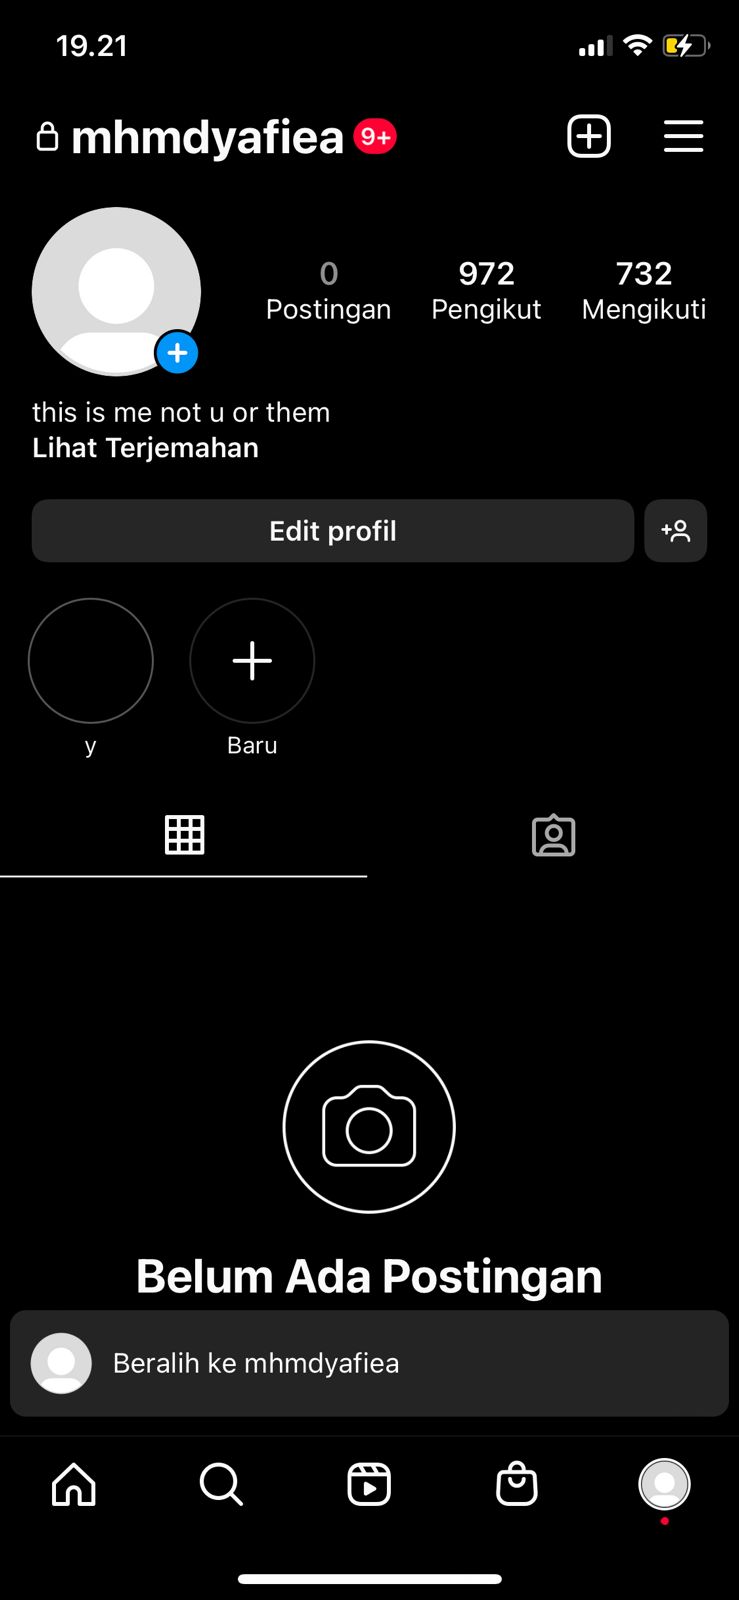 19.21
mhmdyafiea 9+
0 972 732
Postingan Pengikut Mengikuti
this is me not u or them
Lihat Terjemahan
Edit profil
y Baru
Belum Ada Postingan
Beralih ke mhmdyafiea